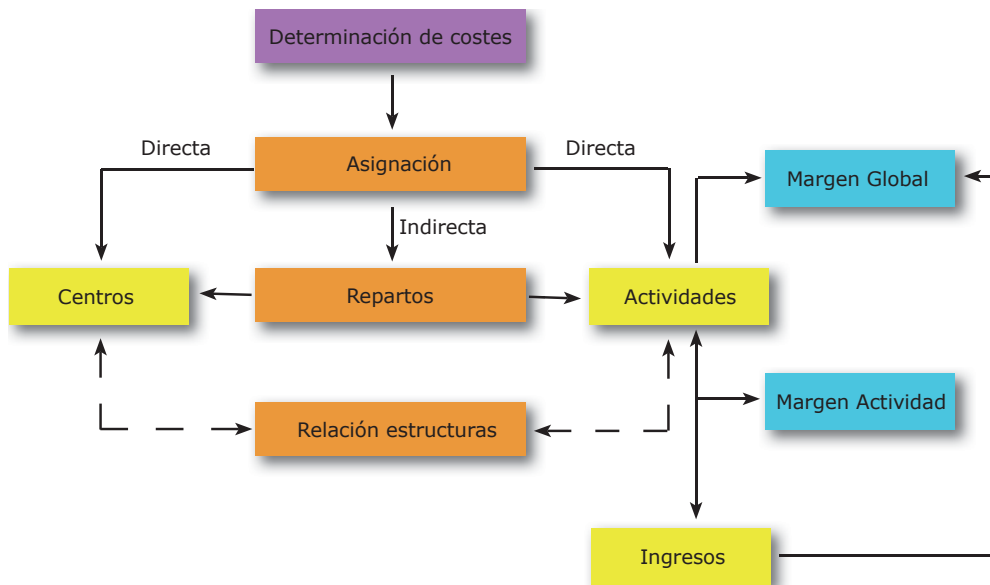 Determinación de costes
Directa
Directa
Asignación
Margen Global
Indirecta
Centros
Repartos
Actividades
Margen Actividad
Relación estructuras
Ingresos